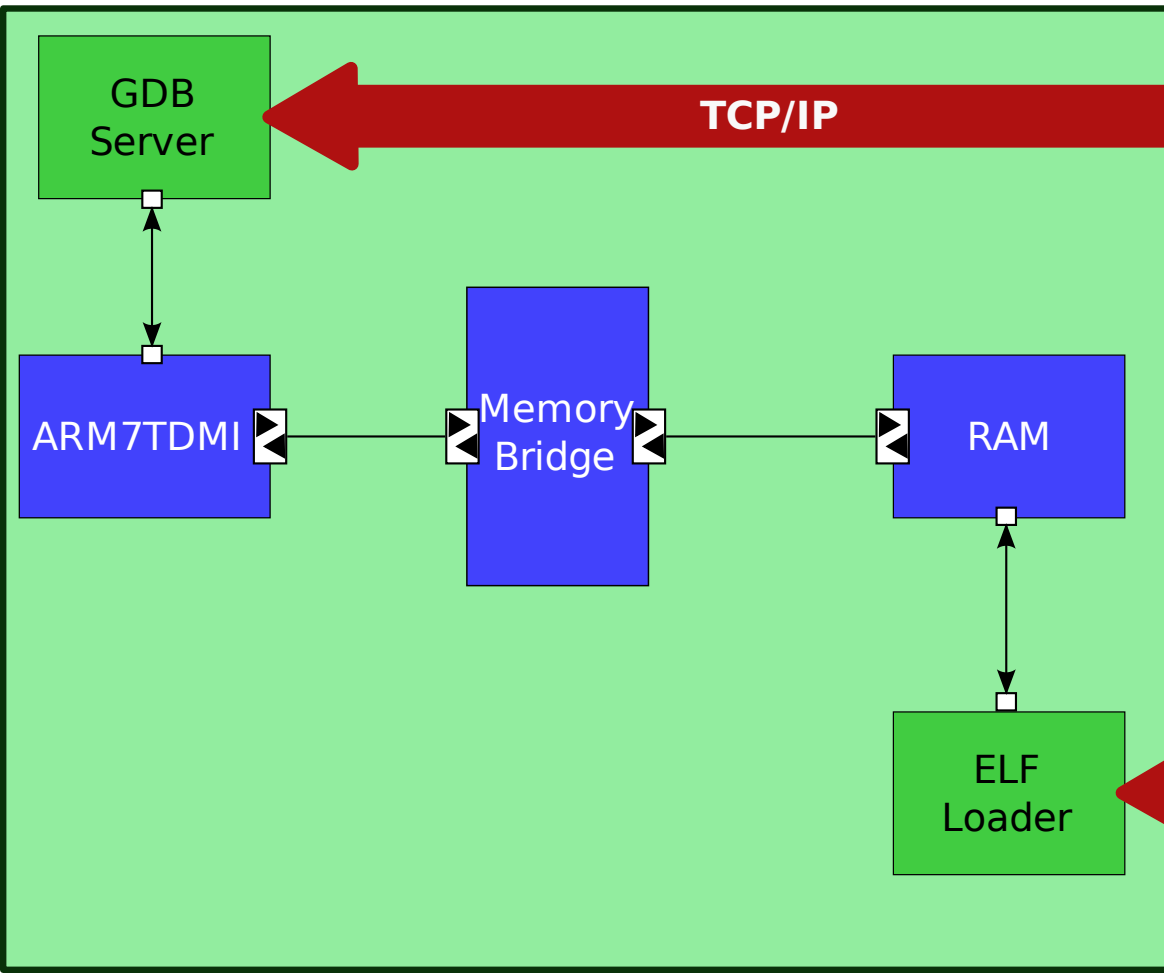 GDB
Server
TCP/IP
ARM7TDMI
Memory
Bridge
RAM
ELF
Loader